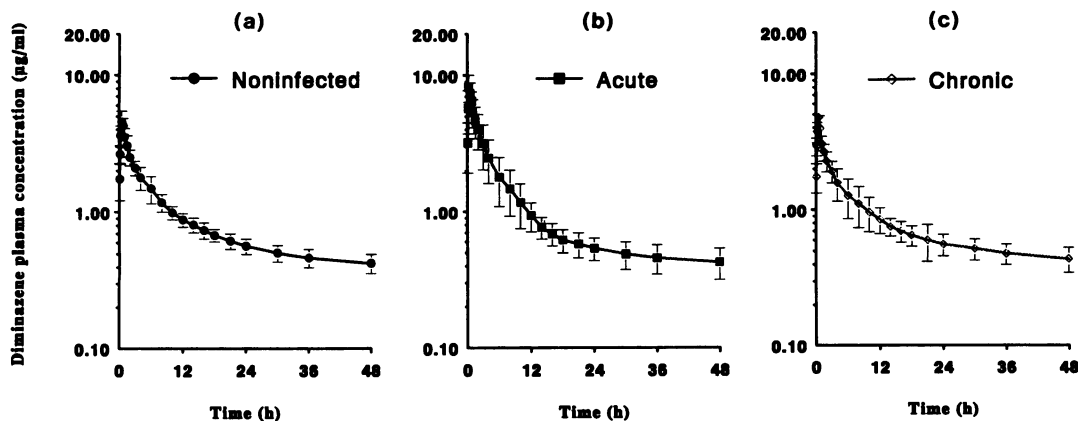 (a) (b) (c)
Diminazene plasma concentration (µg/ml)
20.00 20.00 20.00
10.00 10.00 10.00
Noninfected Acute Chronic
1.00 1.00 1.00
0.10 0.10 0.10
0 12 24 36 48 0 12 24 36 48 0 12 24 36 48
Time (h) Time (h) Time (h)